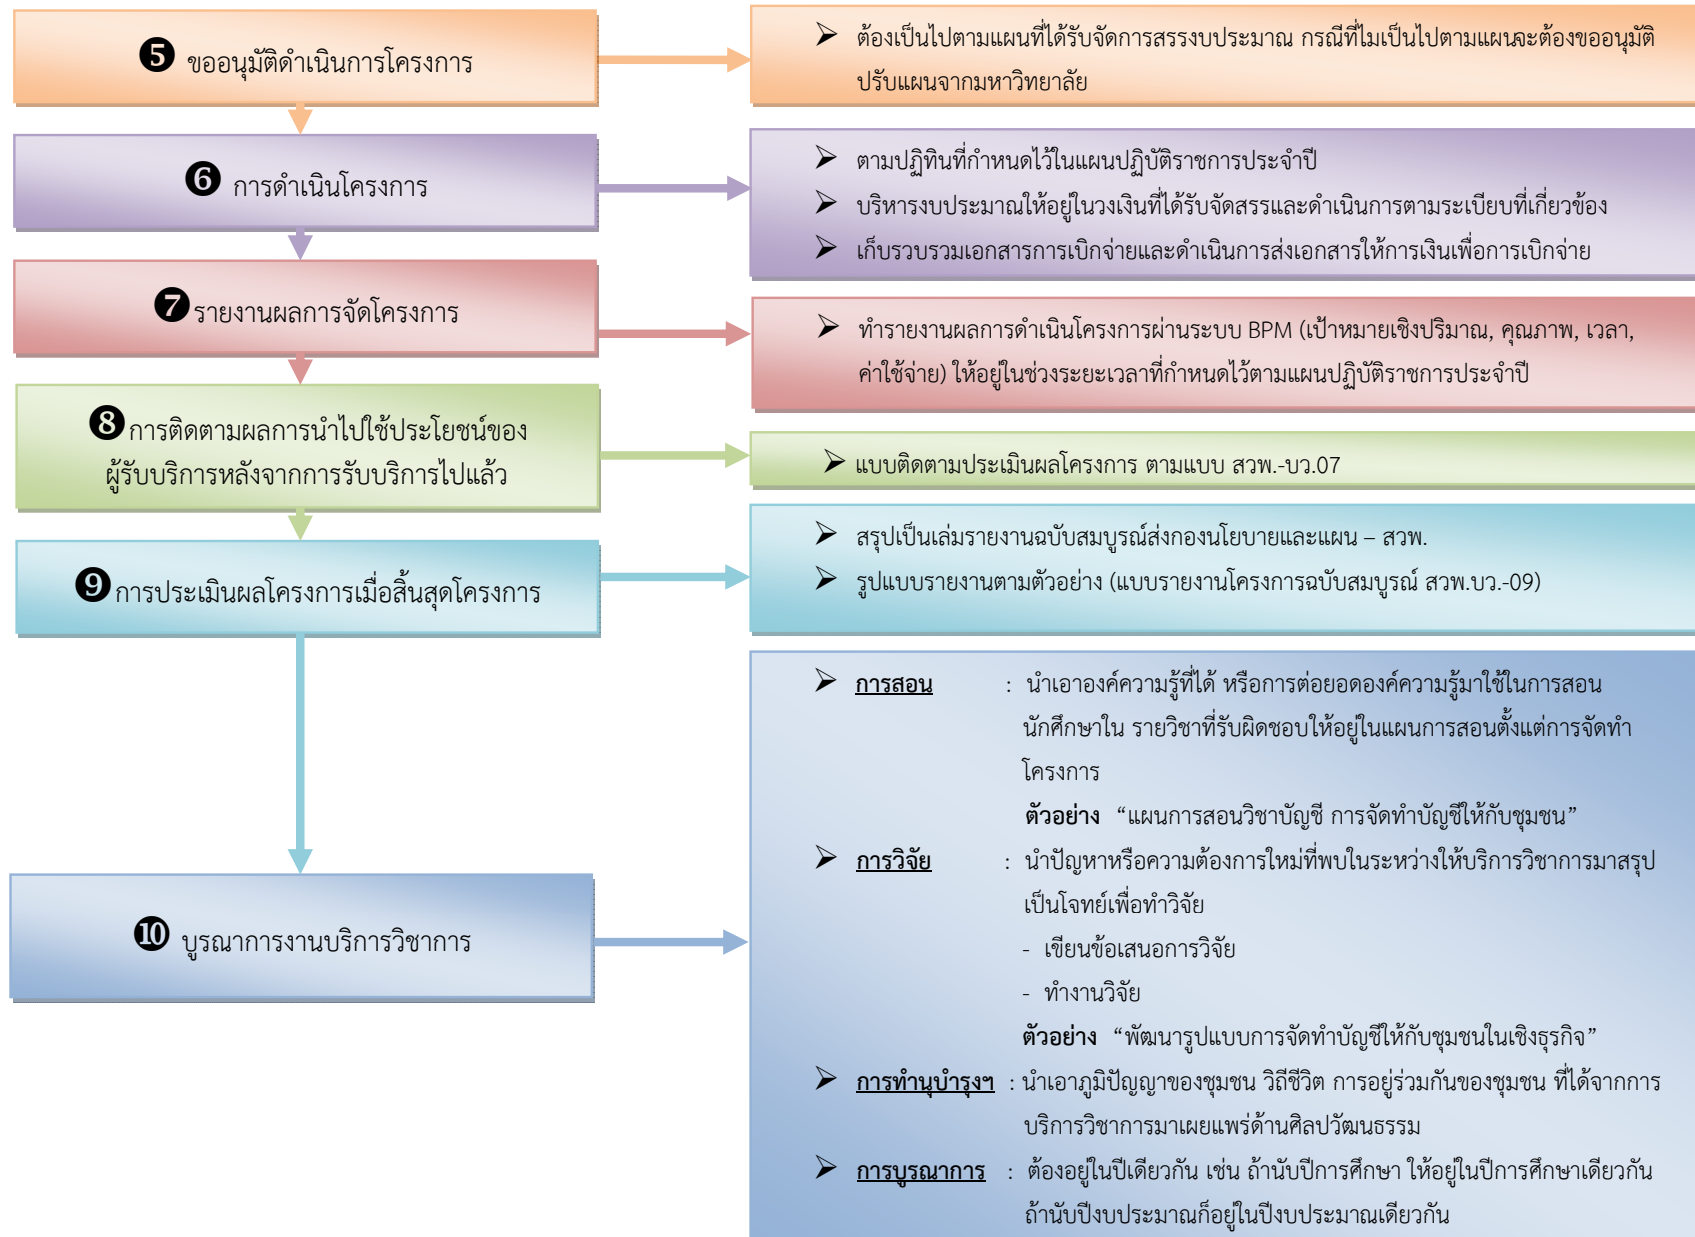 ❺ ขออนุมัติดำเนินการโครงการ
➢ ต้องเป็นไปตามแผนที่ได้รับจัดการสรรงบประมาณ กรณีที่ไมเป็นไปตามแผนจะต้องขออนุมัติ
ปรับแผนจากมหาวิทยาลัย
❻ การดำเนินโครงการ
➢ ตามปฏิทินที่กำหนดไว้ในแผนปฏิบัติราชการประจำปี
➢ บริหารงบประมาณให้อยู่ในวงเงินที่ได้รับจัดสรรและดำเนินการตามระเบียบที่เกี่ยวข้อง
➢ เก็บรวบรวมเอกสารการเบิกจ่ายและดำเนินการส่งเอกสารให้การเงินเพื่อการเบิกจ่าย
❼ รายงานผลการจัดโครงการ
➢ ทำรายงานผลการดำเนินโครงการผ่านระบบ BPM (เป้าหมายเชิงปริมาณ, คุณภาพ, เวลา,
ค่าใช้จ่าย) ให้อยู่ในช่วงระยะเวลาที่กำหนดไว้ตามแผนปฏิบัติราชการประจำปี
❽ การติดตามผลการนำไปใช้ประโยชน์ของ
ผู้รับบริการหลังจากการรับบริการไปแล้ว
➢ แบบติดตามประเมินผลโครงการ ตามแบบ สวพ.-บว.07
❾ การประเมินผลโครงการเมื่อสิ้นสุดโครงการ
➢ สรุปเป็นเล่มรายงานฉบับสมบูรณ์ส่งกองนโยบายและแผน – สวพ.
➢ รูปแบบรายงานตามตัวอย่าง (แบบรายงานโครงการฉบับสมบูรณ์ สวพ.บว.-09)
❿ บูรณาการงานบริการวิชาการ
➢ การสอน : นำเอาองค์ความรู้ที่ได้ หรือการต่อยอดองค์ความรู้มาใช้ในการสอน
นักศึกษาใน รายวิชาที่รับผิดชอบให้อยู่ในแผนการสอนตั้งแต่การจัดทำ
โครงการ
ตัวอย่าง “แผนการสอนวิชาบัญชี การจัดทำบัญชีให้กับชุมชน”
➢ การวิจัย : นำปัญหาหรือความต้องการใหม่ที่พบในระหว่างให้บริการวิชาการมาสรุป
เป็นโจทย์เพื่อทำวิจัย
- เขียนข้อเสนอการวิจัย
- ทำงานวิจัย
ตัวอย่าง “พัฒนารูปแบบการจัดทำบัญชีให้กับชุมชนในเชิงธุรกิจ”
➢ การทำนุบำรุงฯ : นำเอาภูมิปัญญาของชุมชน วิถีชีวิต การอยู่ร่วมกันของชุมชน ที่ได้จากการ
บริการวิชาการมาเผยแพร่ด้านศิลปวัฒนธรรม
➢ การบูรณาการ : ต้องอยู่ในปีเดียวกัน เช่น ถ้านับปีการศึกษา ให้อยู่ในปีการศึกษาเดียวกัน
ถ้านับปีงบประมาณก็อยู่ในปีงบประมาณเดียวกัน